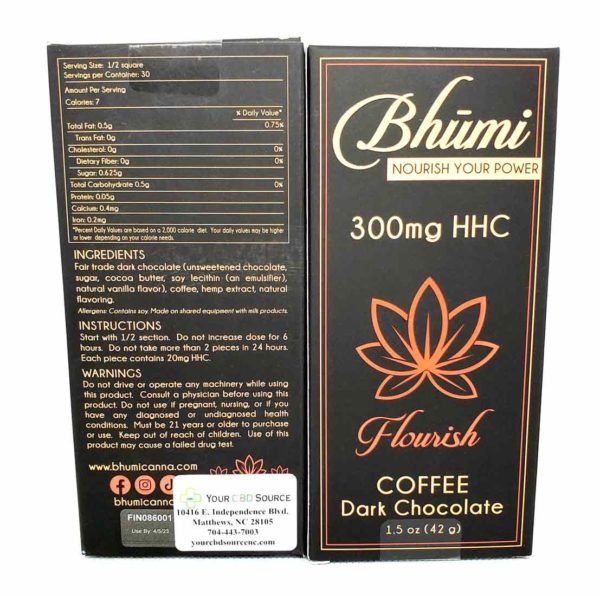 Serving Size: 1/2 square
Servings per Container: 30
Amount Per Serving
Calories: 7
% Daily Value*
Total Fat: 0.5g 0.75%
Trans Fat: 0g
Cholesterol: 0g 0%
Dietary Fiber: 0g 0%
Sugar: 0.625g
Total Carbohydrate 0.5g 0%
Protein: 0.05g
Calcium: 0.4mg
Iron: 0.2mg
*Percent Daily Values are based on a 2,000 calorie diet. Your daily values may be higher
or lower depending on your calorie needs.
INGREDIENTS
Fair trade dark chocolate (unsweetened chocolate,
sugar, cocoa butter, soy lecithin (an emulsifier),
natural vanilla flavor), coffee, hemp extract, natural
flavoring.
Allergens: Contains soy. Made on shared equipment with milk products.
INSTRUCTIONS
Start with 1/2 section. Do not increase dose for 6
hours. Do not take more than 2 pieces in 24 hours.
Each piece contains 20mg HHC.
WARNINGS
Do not drive or operate any machinery while using
this product. Consult a physician before using this
product. Do not use if pregnant, nursing, or if you
have any diagnosed or undiagnosed health
conditions. Must be 21 years or older to purchase
or use. Keep out of reach of children. Use of this
product may cause a failed drug test.
www.bhumicanna.com
bhumicanna
FIN086001
Use By: 4/5/23
YOUR CBD SOURCE
10416 E. Independence Blvd.
Matthews, NC 28105
704-443-7003
yourcbdsourcenc.com
Bhūmi
NOURISH YOUR POWER
300mg HHC
Flourish
COFFEE
Dark Chocolate
1.5 oz (42 g)